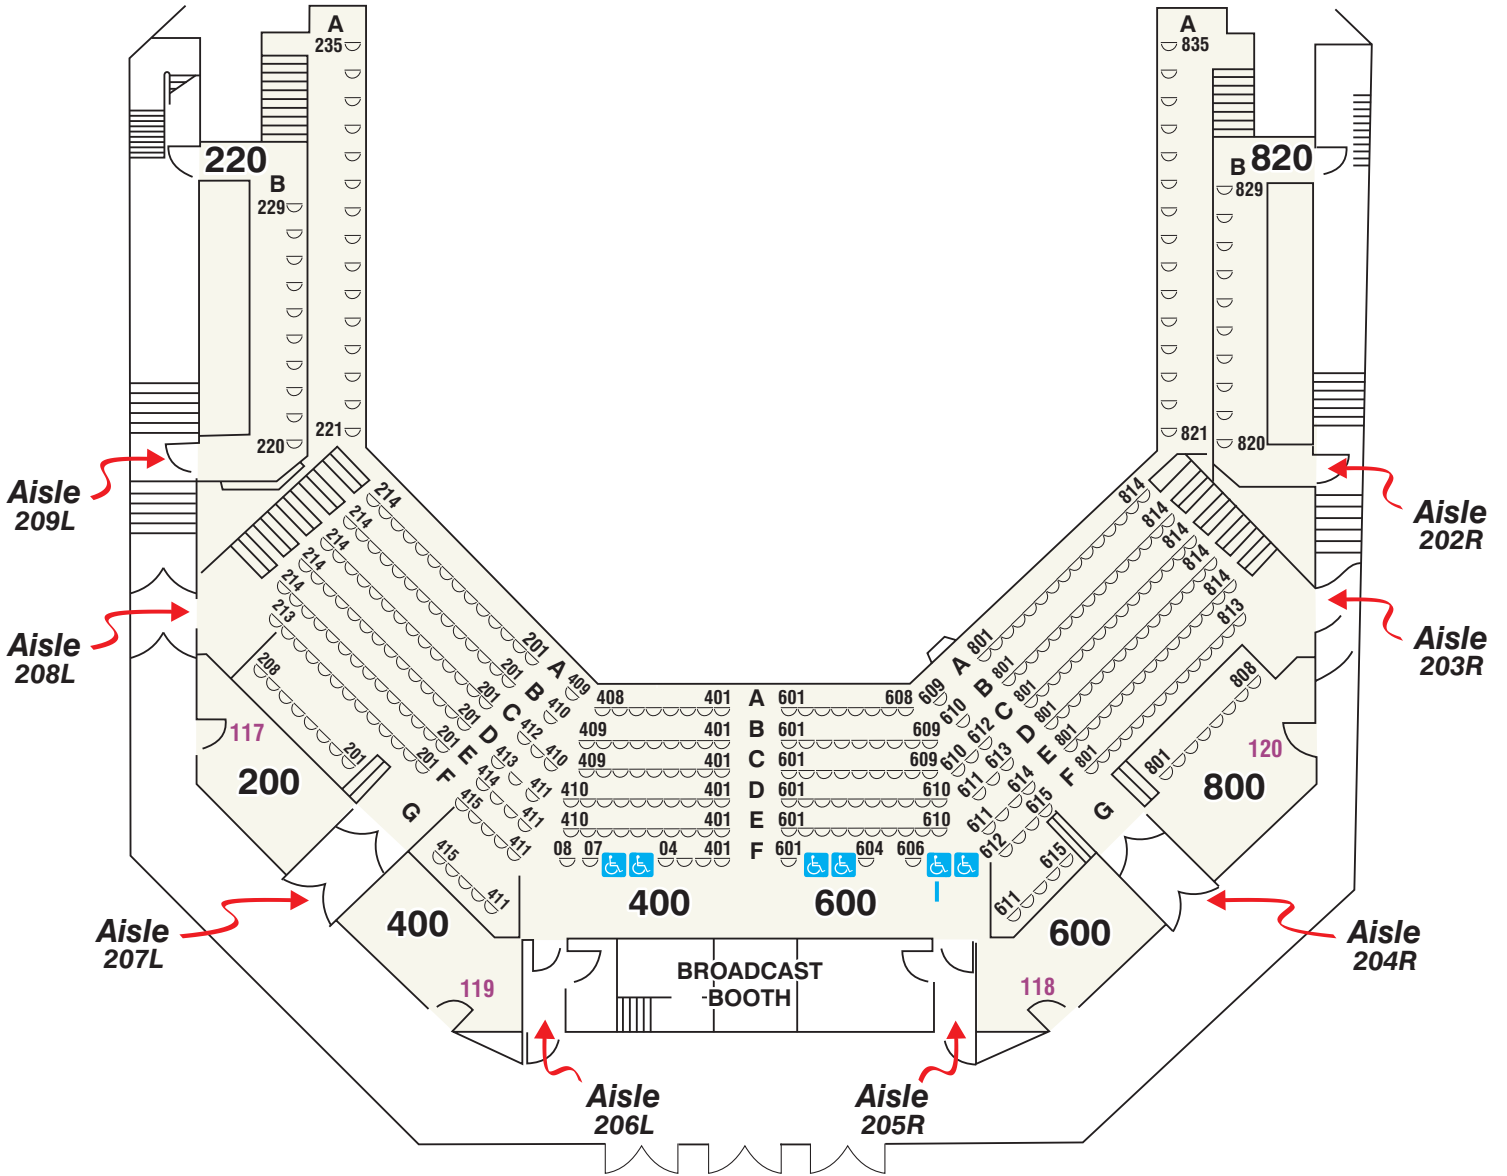 A
235
A
835
220
B
229
B
820
829
220
221
821
820
Aisle
209L
Aisle
202R
214
214
214
214
214
213
814
814
814
814
814
813
Aisle
208L
Aisle
203R
208
201
201
201
201
201
201
201
A
B
C
D
E
F
G
409
410
412
410
413
411
414
411
415
411
415
411
408 401 A 601 608
409 401 B 601 609
409 401 C 601 609
410 401 D 601 610
410 401 E 601 610
08 07 04 401 F 601 604 606
609
610
612
610
613
611
614
611
615
612
615
611
801
801
801
801
801
801
801
808
A
B
C
D
E
F
G
117
200
120
800
400
400
600
600
Aisle
207L
Aisle
204R
119
118
BROADCAST
-BOOTH
Aisle
206L
Aisle
205R